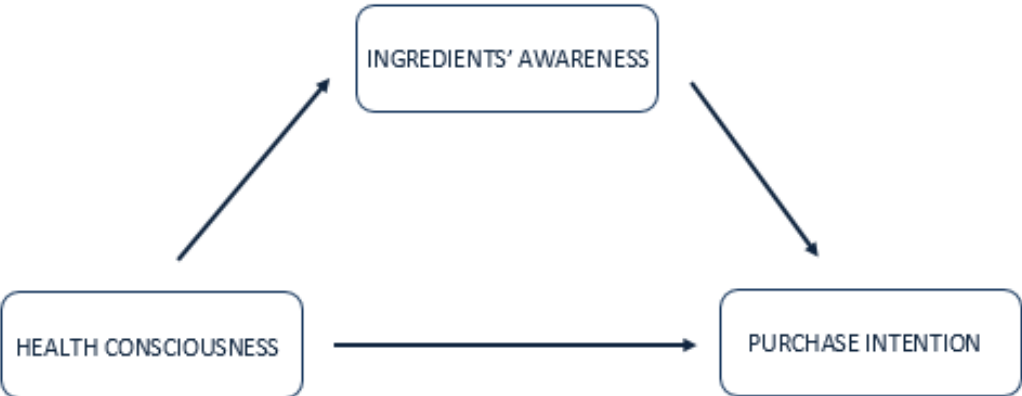 INGREDIENTS’ AWARENESS
HEALTH CONSCIOUSNESS
PURCHASE INTENTION